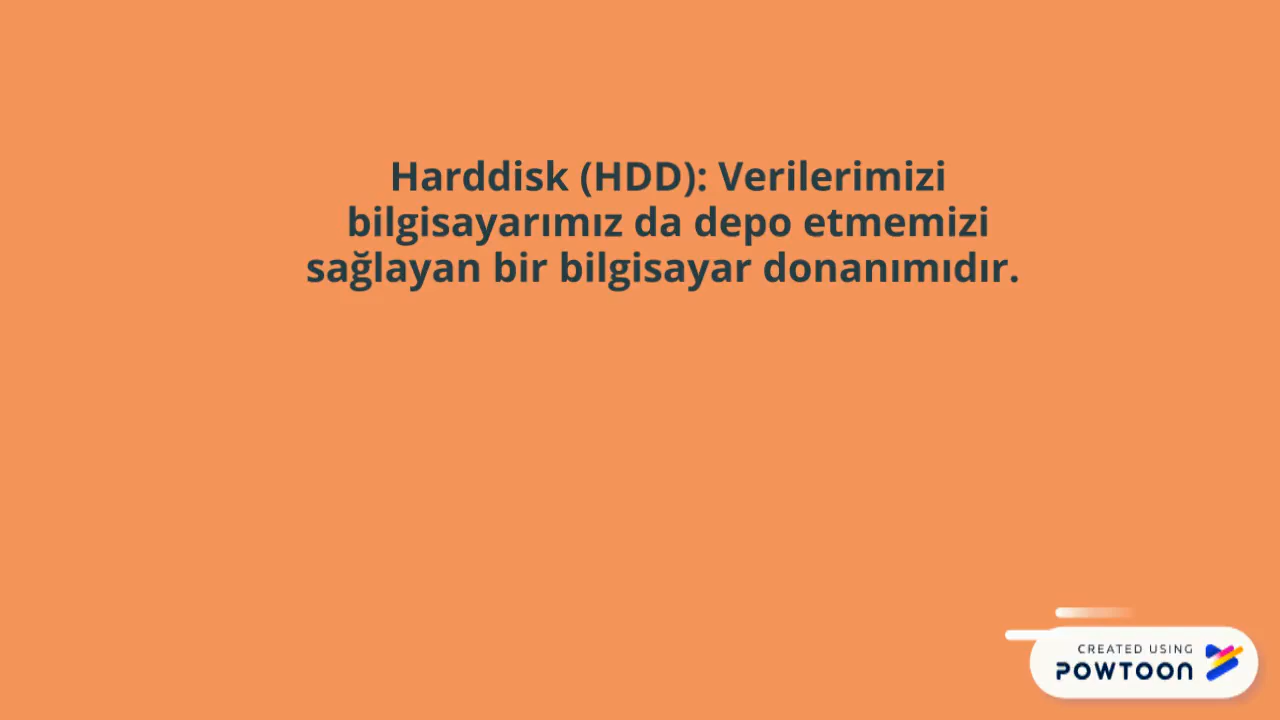 Harddisk (HDD): Verilerimizi
bilgisayarımız da depo etmemizi
sağlayan bir bilgisayar donanımıdır.
CREATED USING
POWTOON